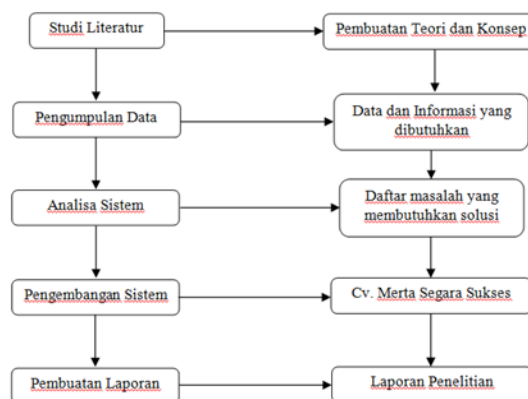 Studi Literatur
Pembuatan Teori dan Konsep
Pengumpulan Data
Data dan Informasi yang
dibutuhkan
Analisa Sistem
Daftar masalah yang
membutuhkan solusi
Pengembangan Sistem
Cv. Merta Segara Sukses
Pembuatan Laporan
Laporan Penelitian